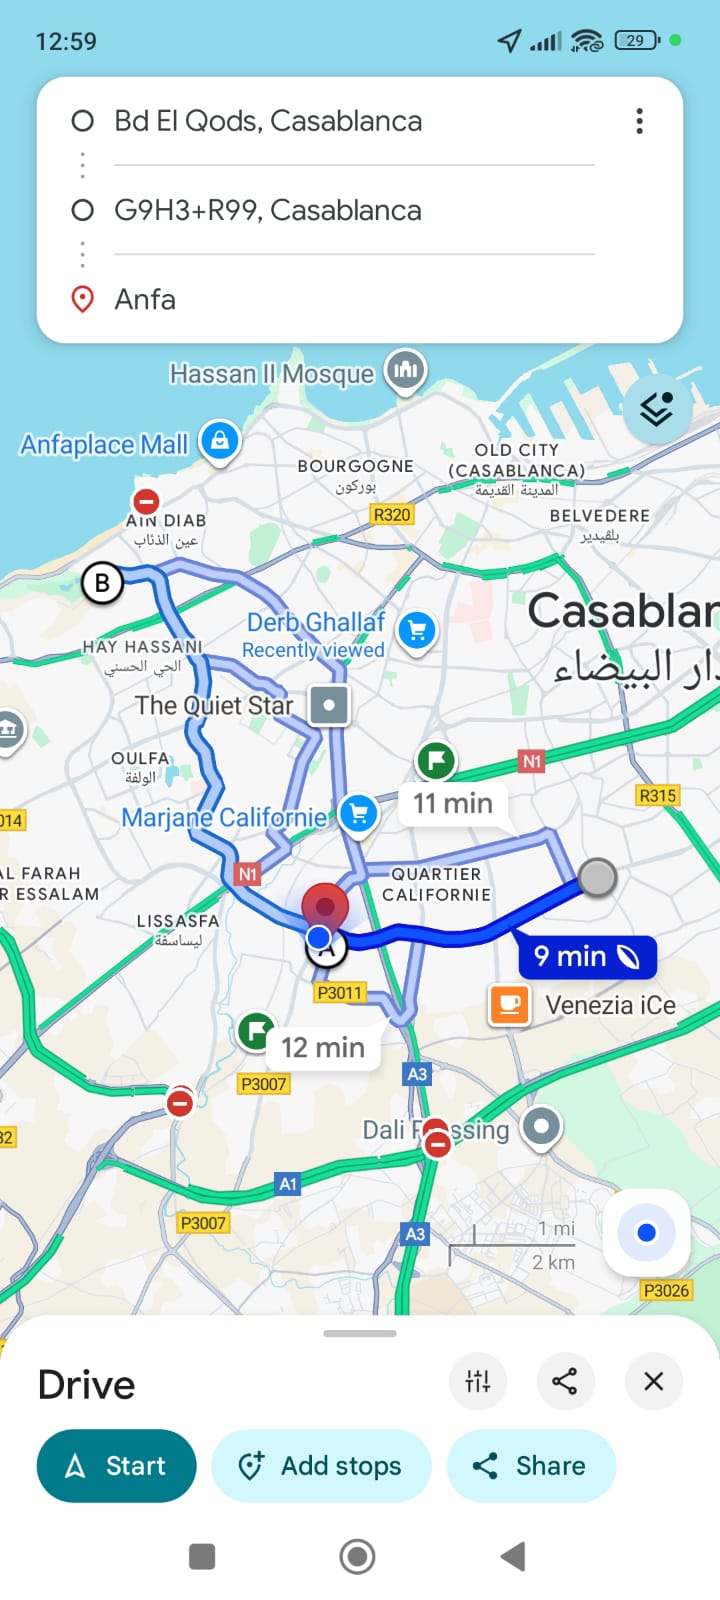 12:59
29
Bd El Qods, Casablanca
G9H3+R99, Casablanca
Anfa
Hassan II Mosque
Anfaplace Mall
BOURGOGNE
بوركون
OLD CITY
(CASABLANCA)
المدينة القديمة
R320
BELVEDERE
بلڤيدير
AIN DIAB
عين الذئاب
B
Derb Ghallaf
Recently viewed
Casablan
دار البيضاء
HAY HASSANI
الحي الحسني
The Quiet Star
OULFA
الولفة
N1
11 min
R315
014
Marjane Californie
N1
QUARTIER
CALIFORNIE
AL FARAH
R ESSALAM
LISSASFA
ليساسفة
A
9 min
P3011
Venezia iCe
12 min
P3007
A3
32
Dali
ssing
A1
P3007
A3
1 mi
2 km
P3026
Drive
Start
Add stops
Share